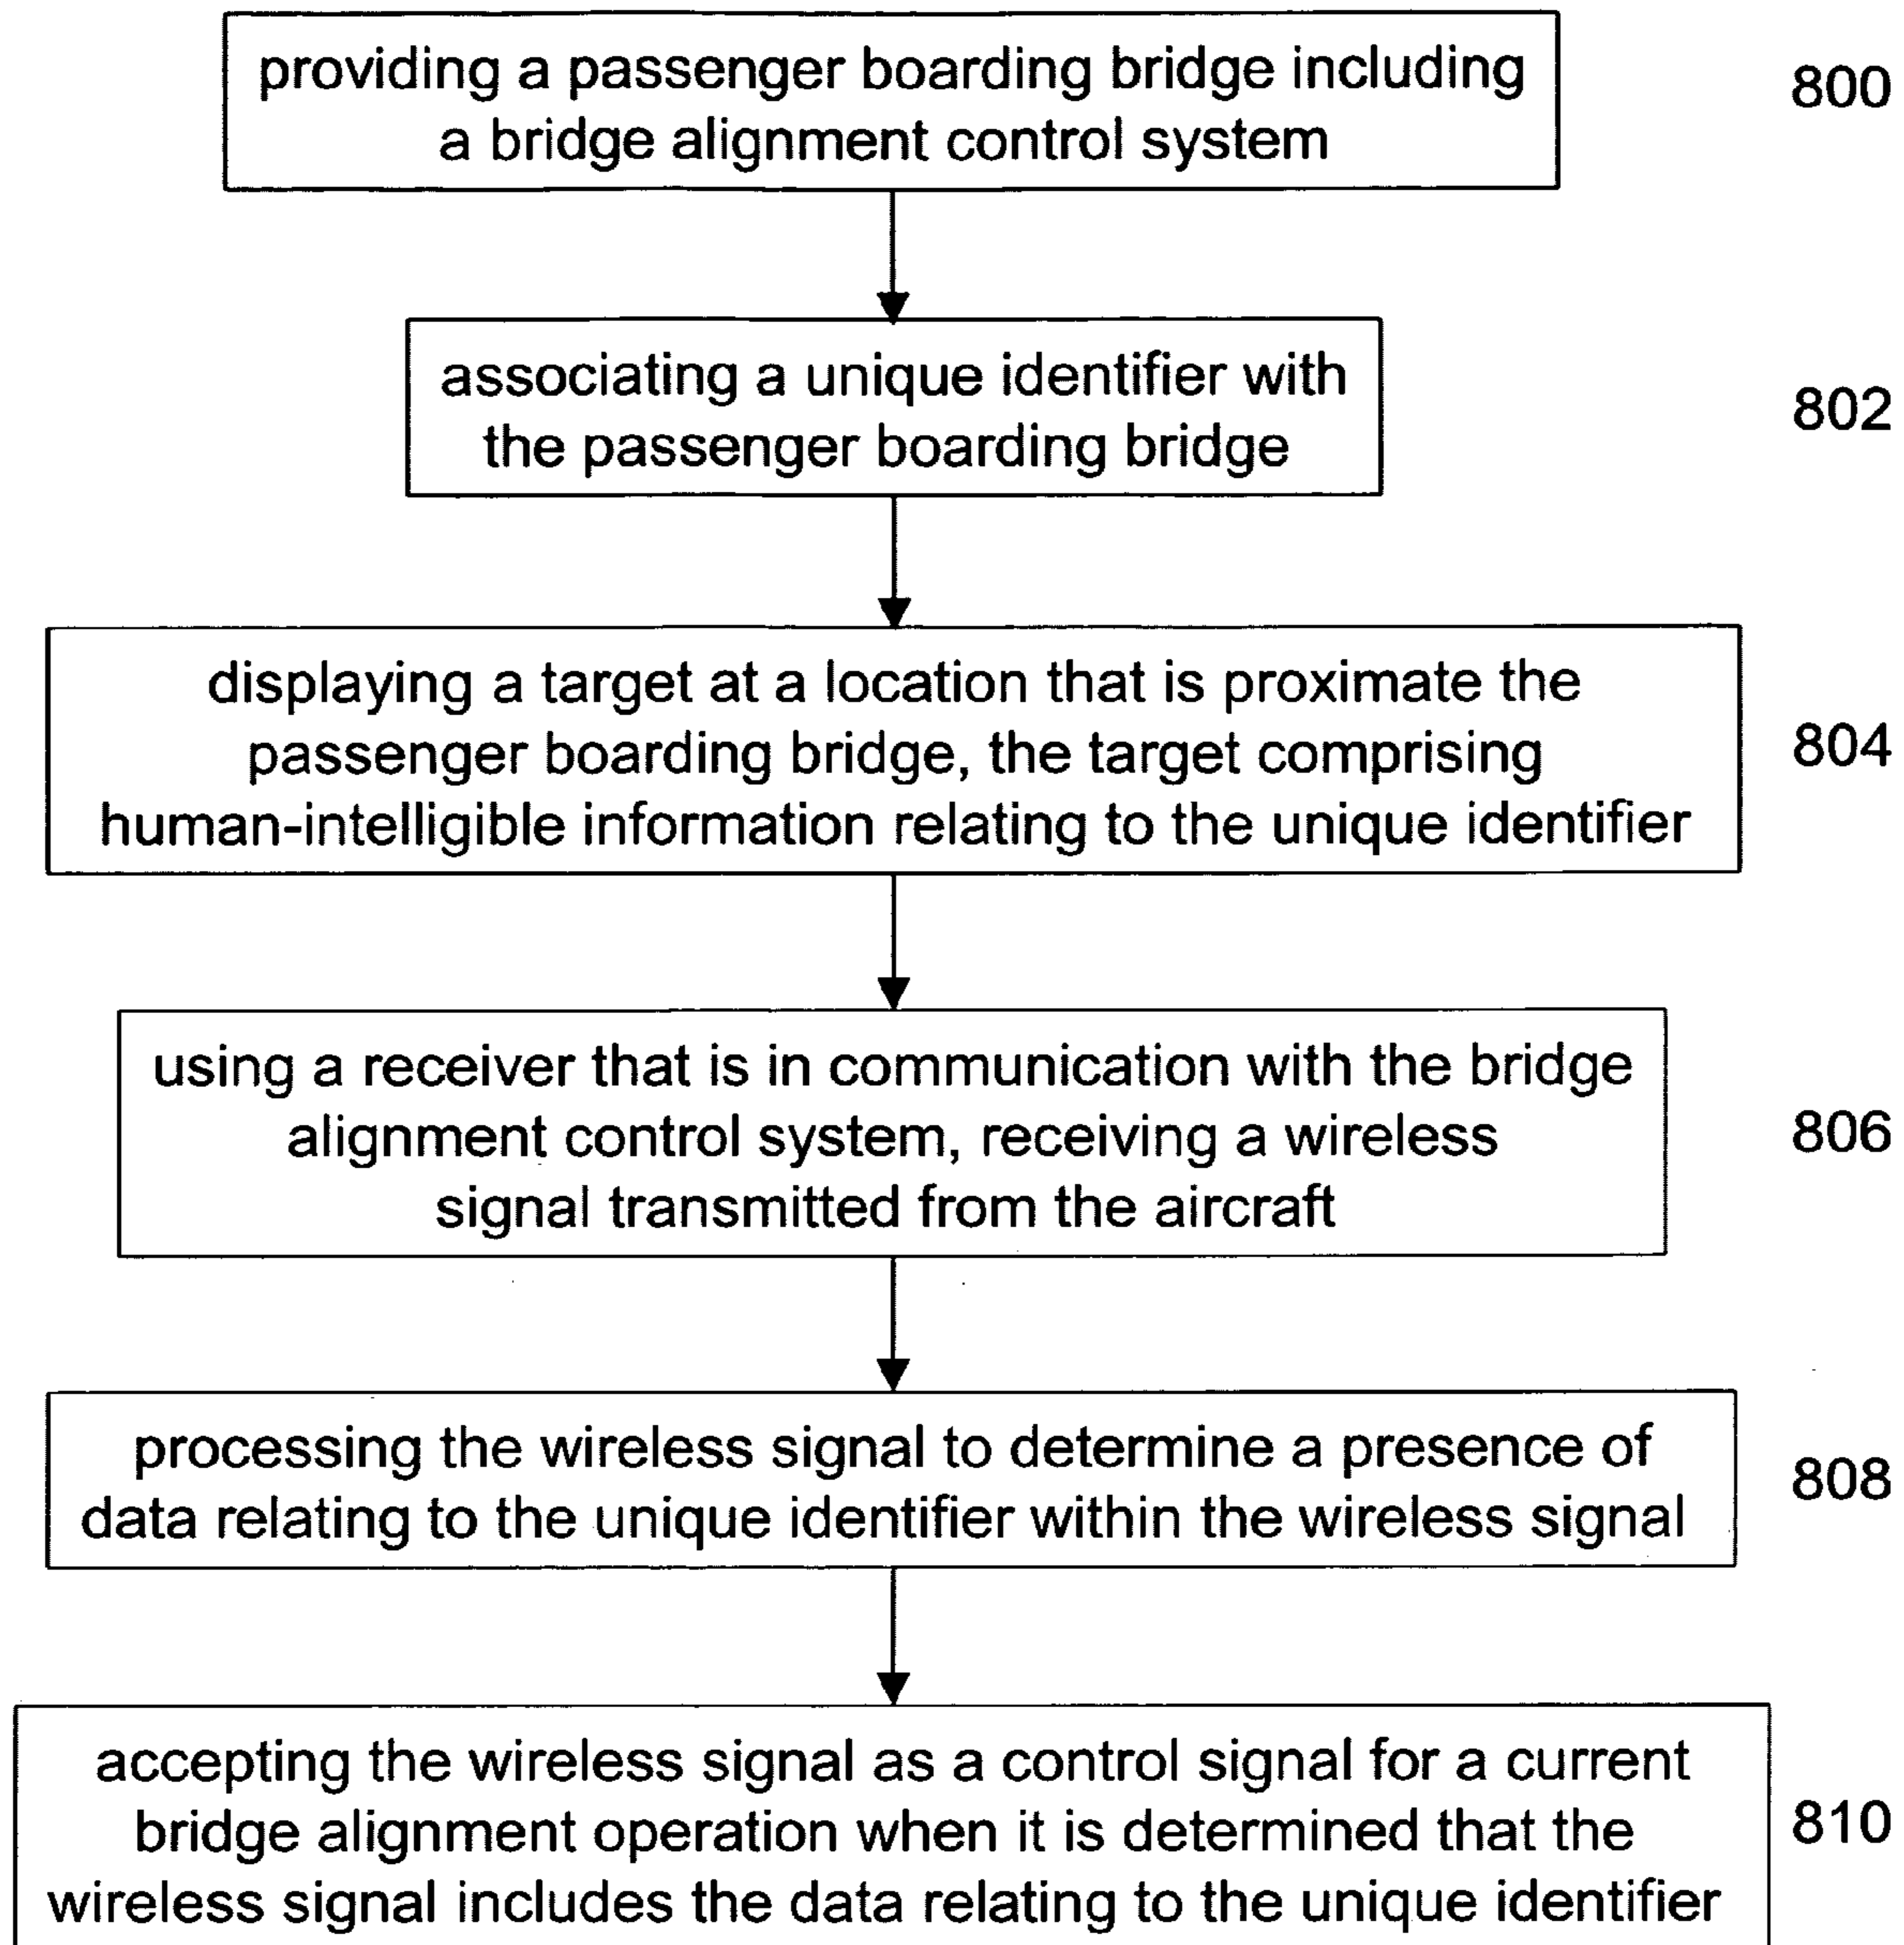 providing a passenger boarding bridge including
a bridge alignment control system
800
associating a unique identifier with
the passenger boarding bridge
802
displaying a target at a location that is proximate the
passenger boarding bridge, the target comprising
human-intelligible information relating to the unique identifier
804
using a receiver that is in communication with the bridge
alignment control system, receiving a wireless
signal transmitted from the aircraft
806
processing the wireless signal to determine a presence of
data relating to the unique identifier within the wireless signal
808
accepting the wireless signal as a control signal for a current
bridge alignment operation when it is determined that the
wireless signal includes the data relating to the unique identifier
810